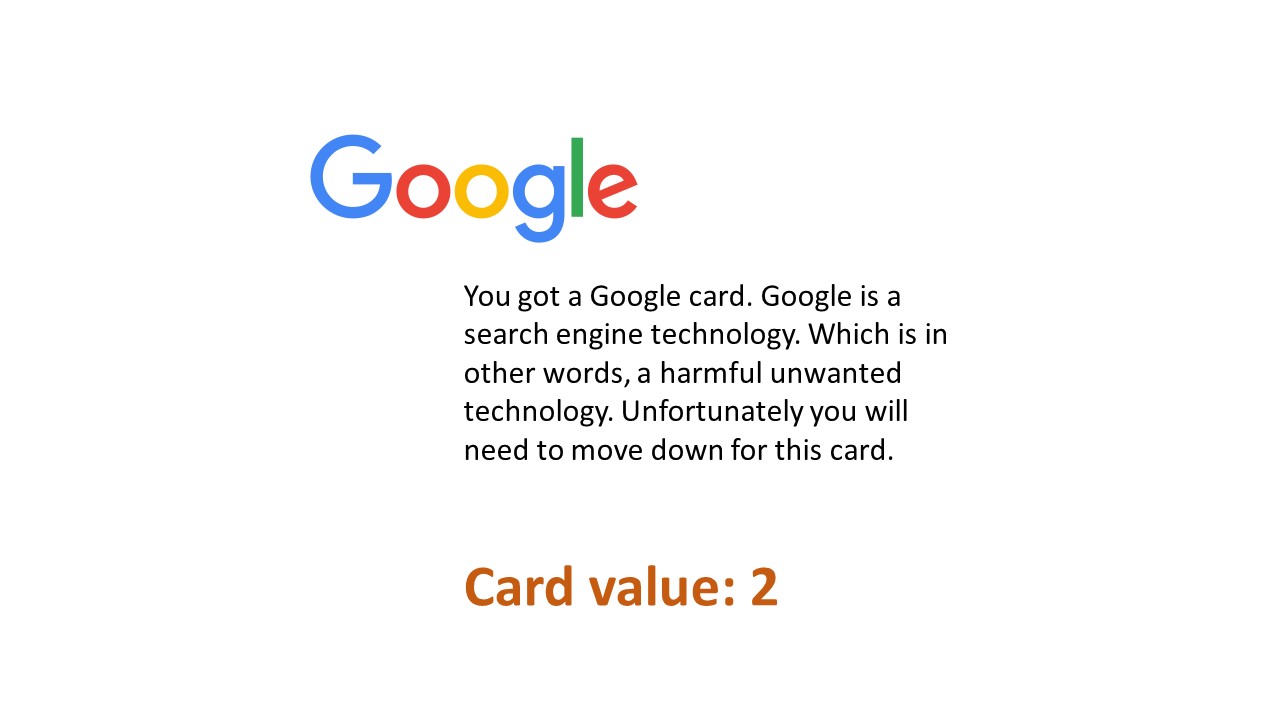 Google
You got a Google card. Google is a
search engine technology. Which is in
other words, a harmful unwanted
technology. Unfortunately you will
need to move down for this card.
Card value: 2